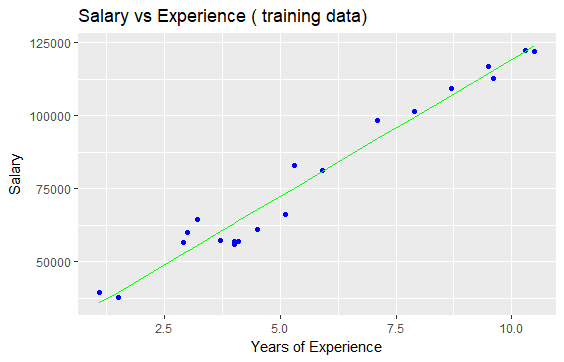 Salary vs Experience ( training data)
125000
100000
75000
50000
Salary
2.5 5.0 7.5 10.0
Years of Experience